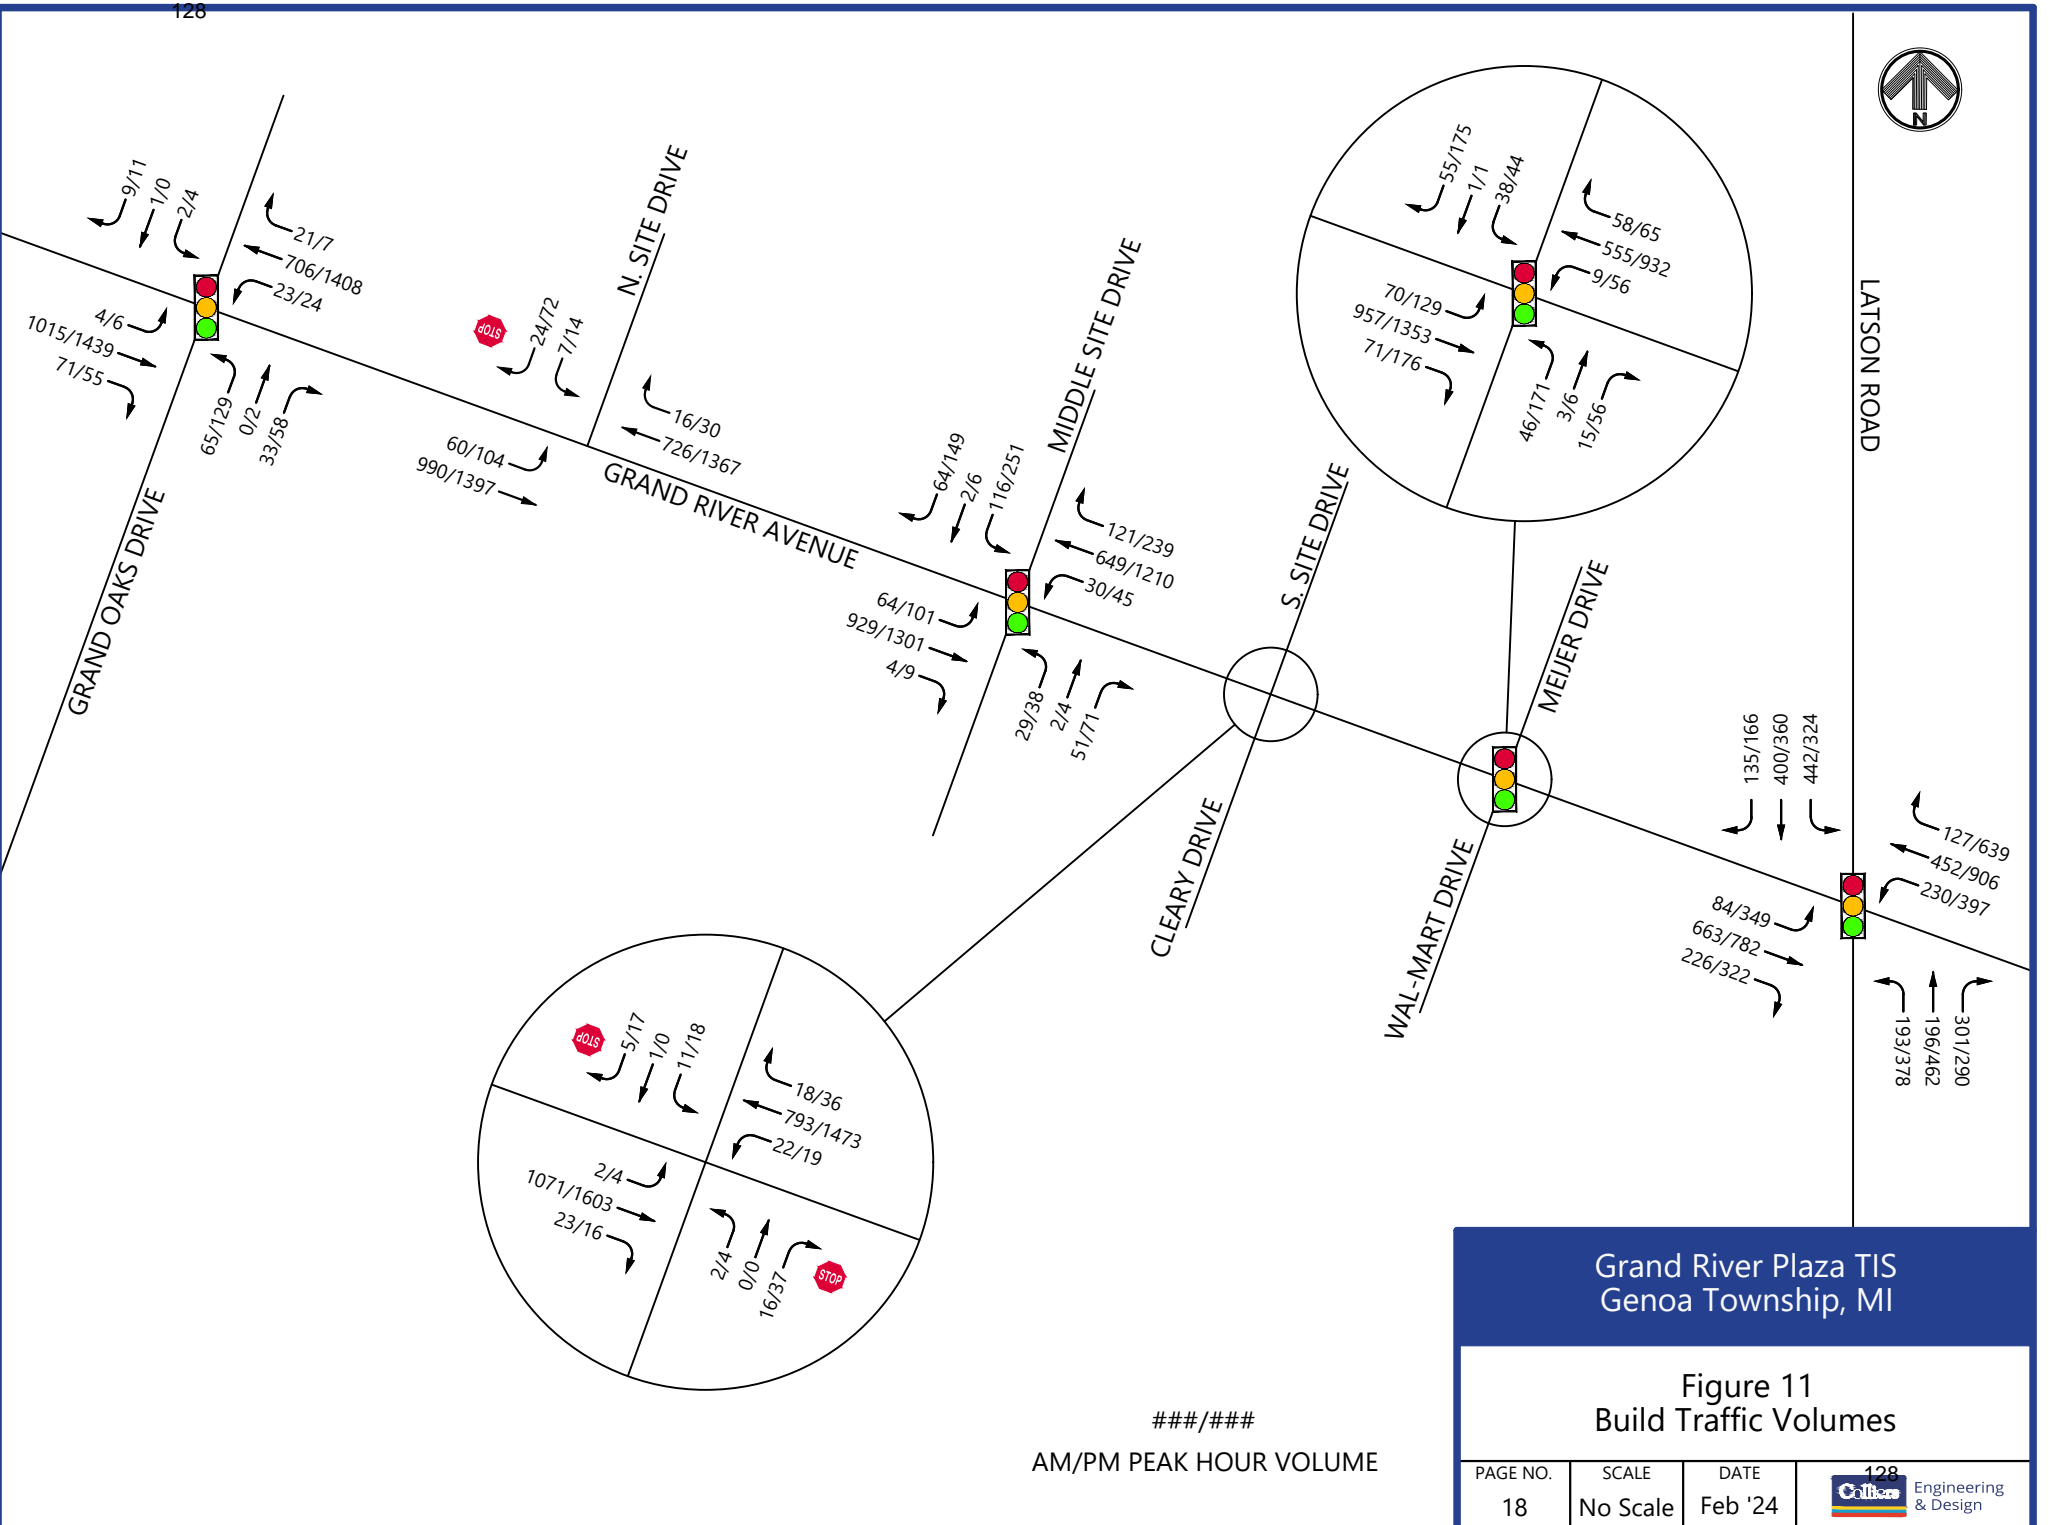 128
9/11
1/0
2/4
21/7
706/1408
23/24
4/6
1015/1439
71/55
65/129
0/2
33/58
GRAND OAKS DRIVE
STOP
24/72
7/14
N. SITE DRIVE
16/30
726/1367
60/104
990/1397
GRAND RIVER AVENUE
64/149
2/6
116/251
MIDDLE SITE DRIVE
121/239
649/1210
30/45
64/101
929/1301
4/9
29/38
2/4
51/71
55/175
1/1
38/44
58/65
555/932
9/56
70/129
957/1353
71/176
46/171
3/6
15/56
S. SITE DRIVE
CLEARY DRIVE
MEIJER DRIVE
WAL-MART DRIVE
LATSON ROAD
N
135/166
400/360
442/324
127/639
452/906
230/397
84/349
663/782
226/322
193/378
196/462
301/290
STOP
5/17
1/0
11/18
18/36
793/1473
22/19
2/4
1071/1603
23/16
2/4
0/0
16/37
STOP
###/###
AM/PM PEAK HOUR VOLUME
Grand River Plaza TIS
Genoa Township, MI
Figure 11
Build Traffic Volumes
PAGE NO.
18
SCALE
No Scale
DATE
Feb '24
128
Colliers
Engineering
& Design